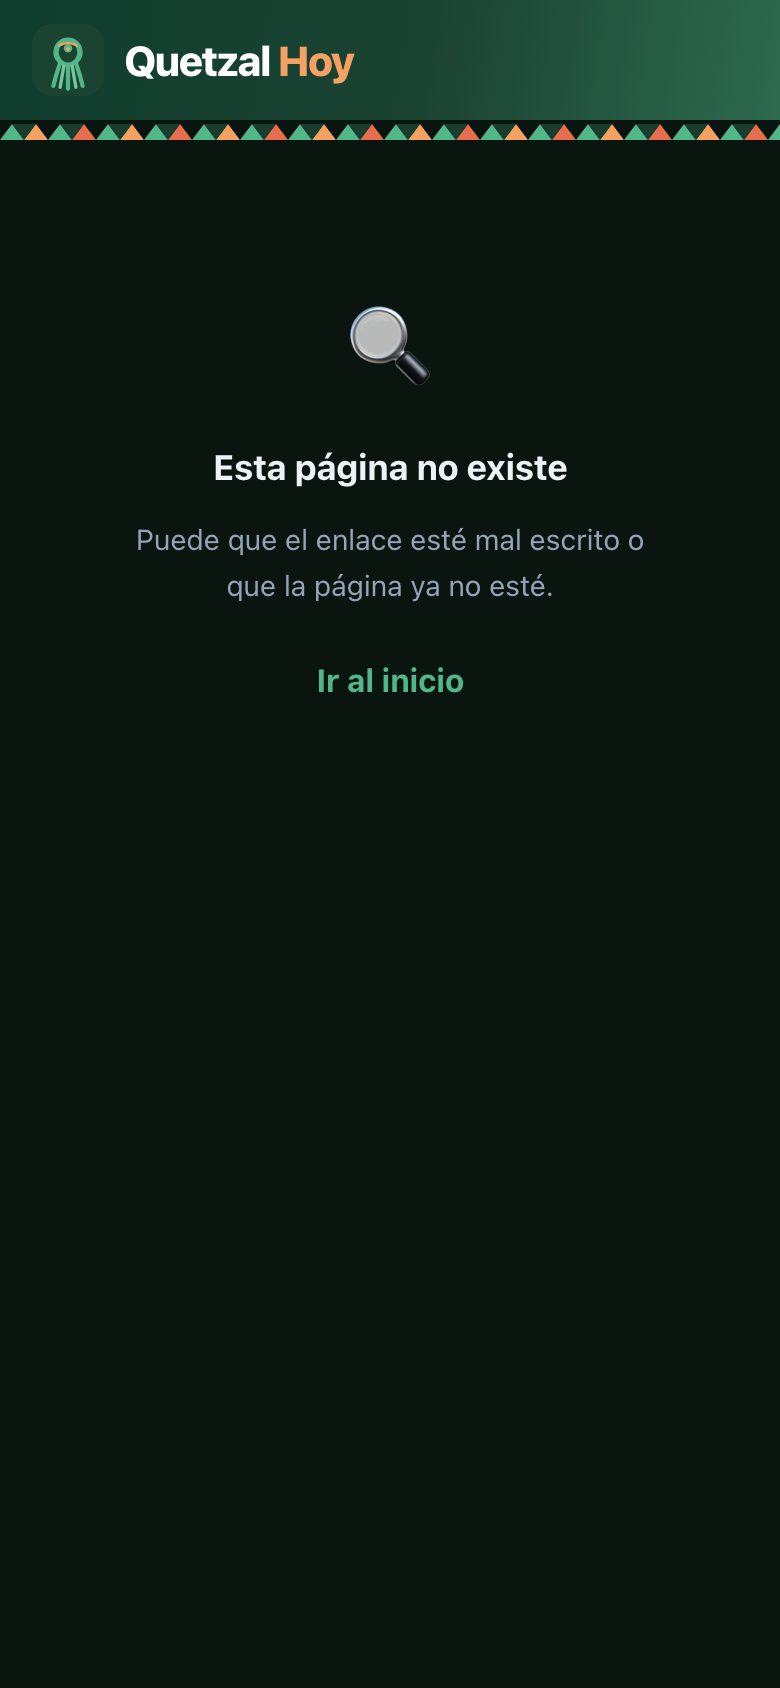 Quetzal Hoy
Esta página no existe
Puede que el enlace esté mal escrito o
que la página ya no esté.
Ir al inicio